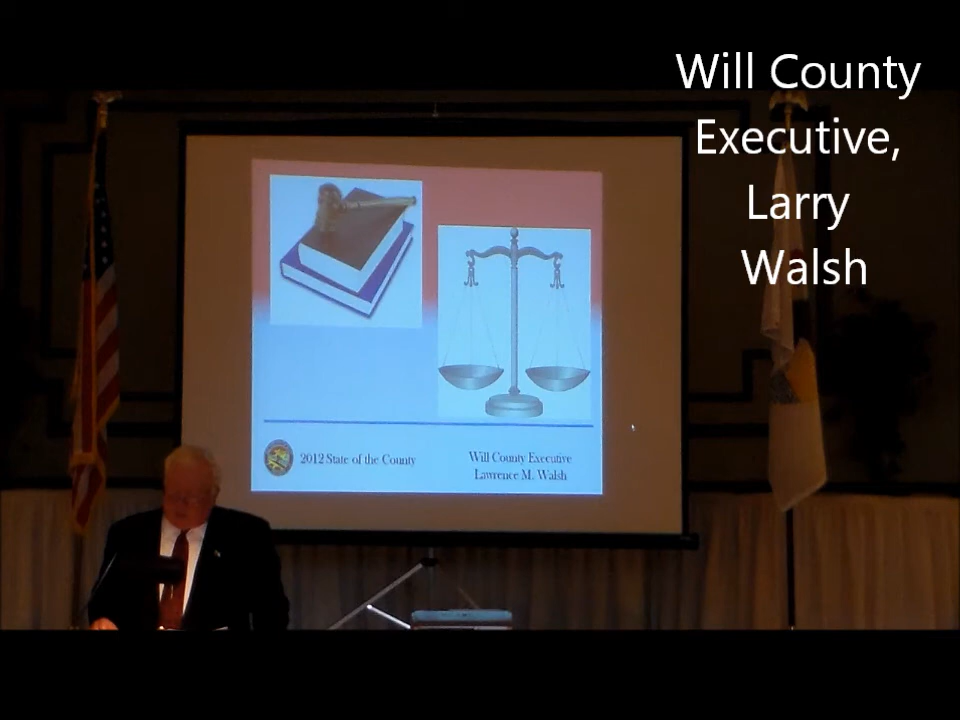 Will County
Executive,
Larry
Walsh
2012 State of the County
Will County Executive
Lawrence M. Walsh